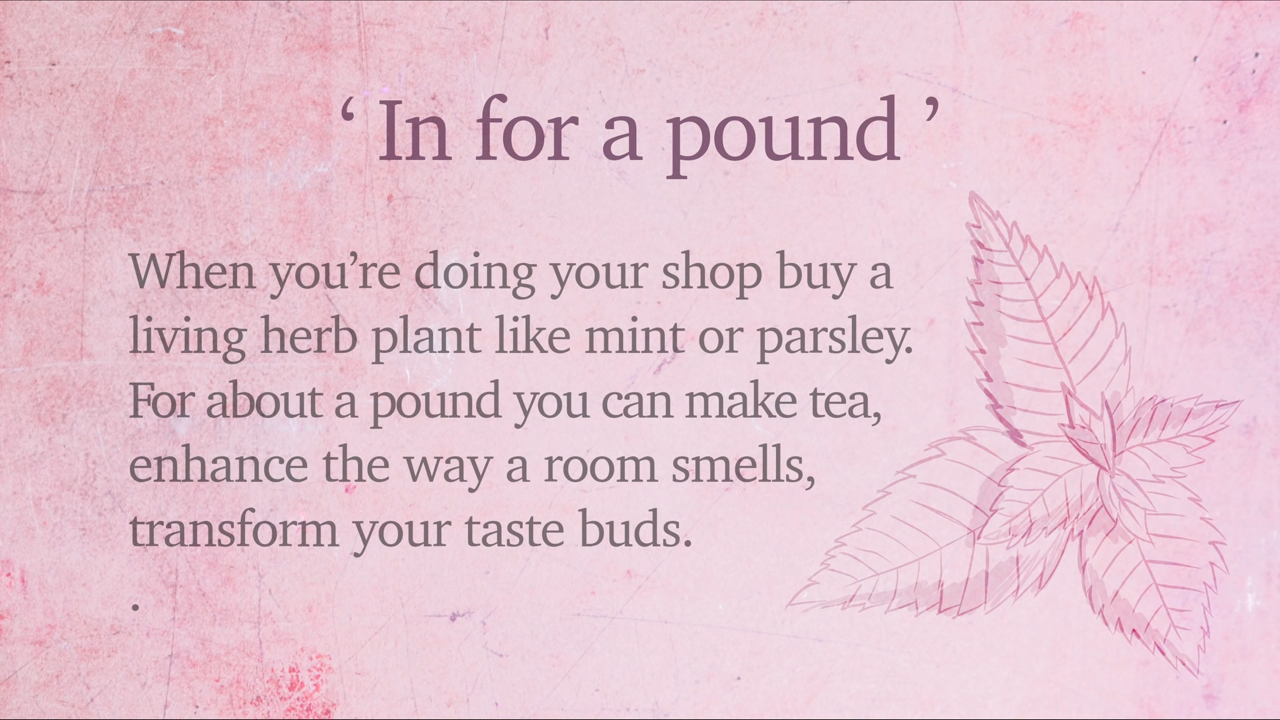 ‘ In for a pound ’
When you’re doing your shop buy a
living herb plant like mint or parsley.
For about a pound you can make tea,
enhance the way a room smells,
transform your taste buds.
.